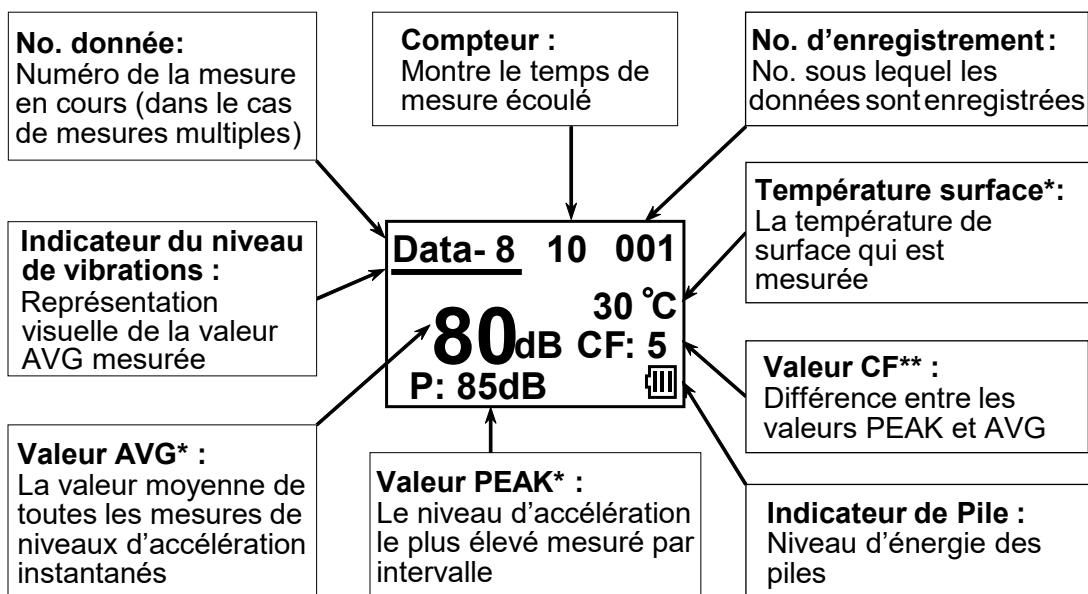 No. donnée:
Numéro de la mesure
en cours (dans le cas
de mesures multiples)
Compteur :
Montre le temps de
mesure écoulé
No. d’enregistrement:
No. sous lequel les
données sont enregistrées
Indicateur du niveau
de vibrations :
Représentation
visuelle de la valeur
AVG mesurée
Data- 8 10 001
30 °C
80dB CF: 5
P: 85dB
Température surface*:
La température de
surface qui est
mesurée
Valeur CF** :
Différence entre les
valeurs PEAK et AVG
Valeur AVG* :
La valeur moyenne de
toutes les mesures de
niveaux d’accélération
instantanés
Valeur PEAK* :
Le niveau d’accélération
le plus élevé mesuré par
intervalle
Indicateur de Pile :
Niveau d’énergie des
piles